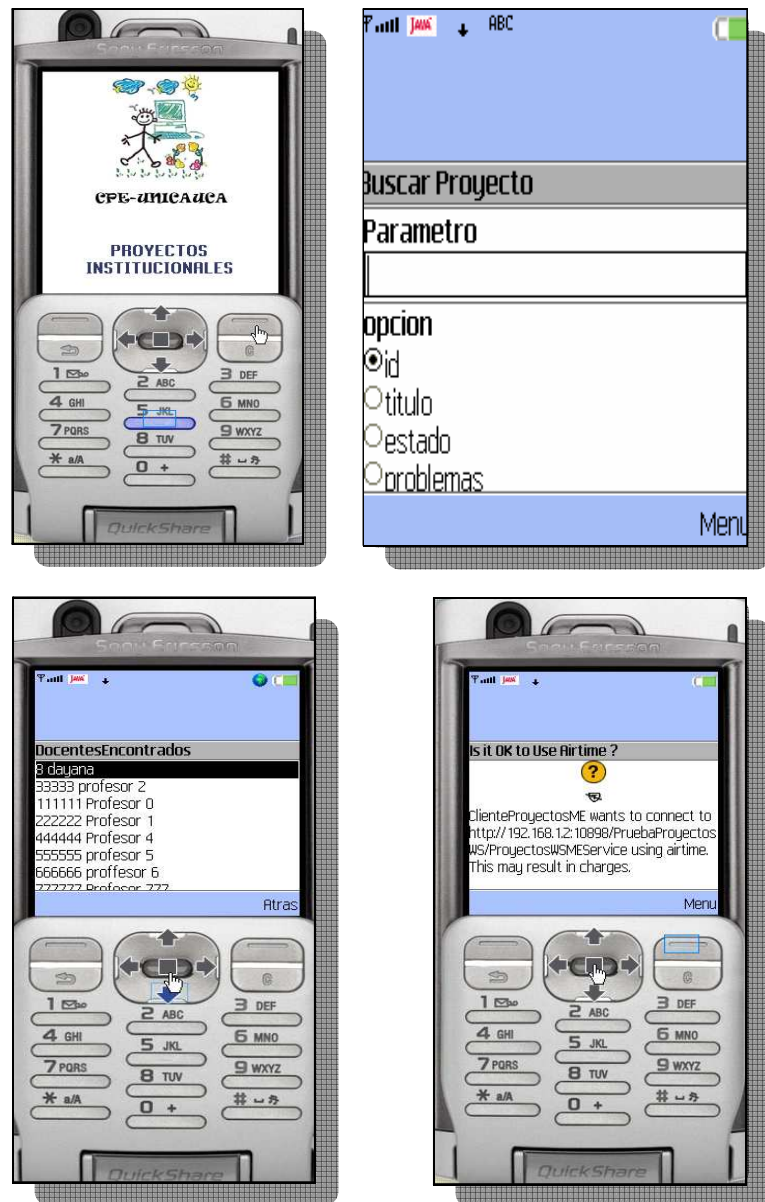 Sony Ericsson
CPE-UNICAUCA
PROYECTOS
INSTITUCIONALES
C
1
2 ABC
3 DEF
4 GHI
5 JKL
6 MNO
7 PQRS
8 TUV
9 WXYZ
* a/A
0 +
#
QuickShare
JAVA
ABC
Buscar Proyecto
Parametro
opcion
id
titulo
estado
problemas
Menu
Sony Ericsson
JAVA
DocentesEncontrados
8 dayana
33333 profesor 2
111111 Profesor 0
222222 Profesor 1
444444 Profesor 4
555555 profesor 5
666666 proffesor 6
777777 Profesor 777
Atras
C
1
2 ABC
3 DEF
4 GHI
5 JKL
6 MNO
7 PQRS
8 TUV
9 WXYZ
* a/A
0 +
#
QuickShare
Sony Ericsson
JAVA
Is it OK to Use Airtime ?
?
ClienteProyectosME wants to connect to
http://192.168.1.2:10898/PruebaProyectos
WS/ProyectosWSMEService using airtime.
This may result in charges.
Menu
C
1
2 ABC
3 DEF
4 GHI
5 JKL
6 MNO
7 PQRS
8 TUV
9 WXYZ
* a/A
0 +
#
QuickShare